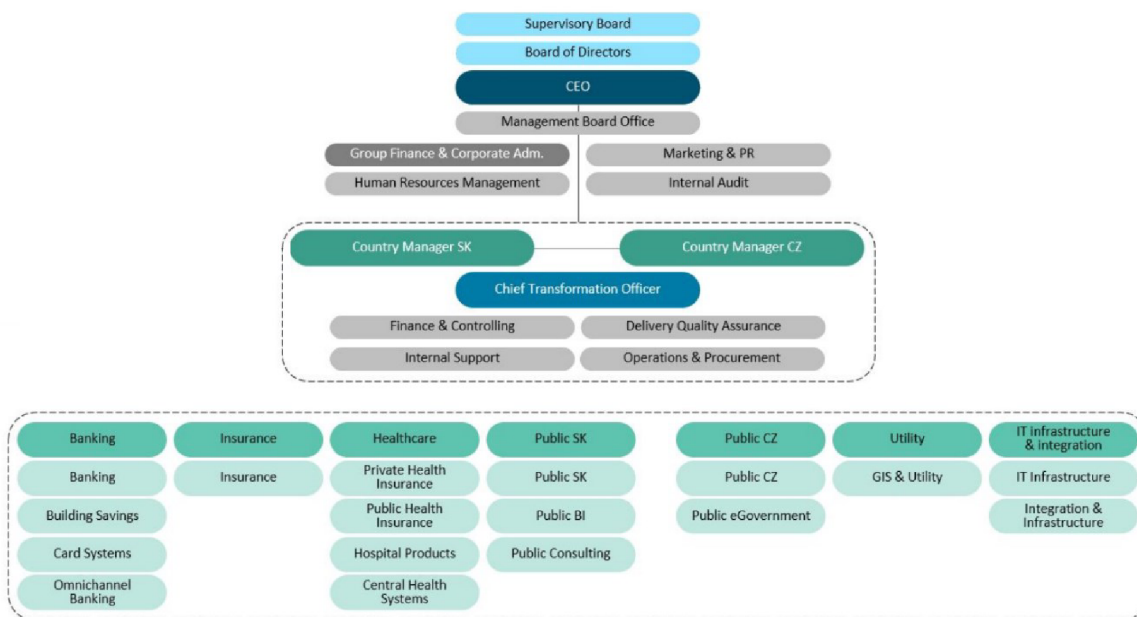 Supervisory Board
Board of Directors
CEO
Management Board Office
Group Finance & Corporate Adm.
Marketing & PR
Human Resources Management
Internal Audit
Country Manager SK
Country Manager CZ
Chief Transformation Officer
Finance & Controlling
Delivery Quality Assurance
Internal Support
Operations & Procurement
Banking
Insurance
Healthcare
Public SK
Public CZ
Utility
IT infrastructure
& integration
Banking
Insurance
Private Health
Insurance
Public SK
Public CZ
GIS & Utility
IT Infrastructure
Building Savings
Public Health
Insurance
Public BI
Public eGovernment
Integration &
Infrastructure
Card Systems
Hospital Products
Public Consulting
Omnichannel
Banking
Central Health
Systems